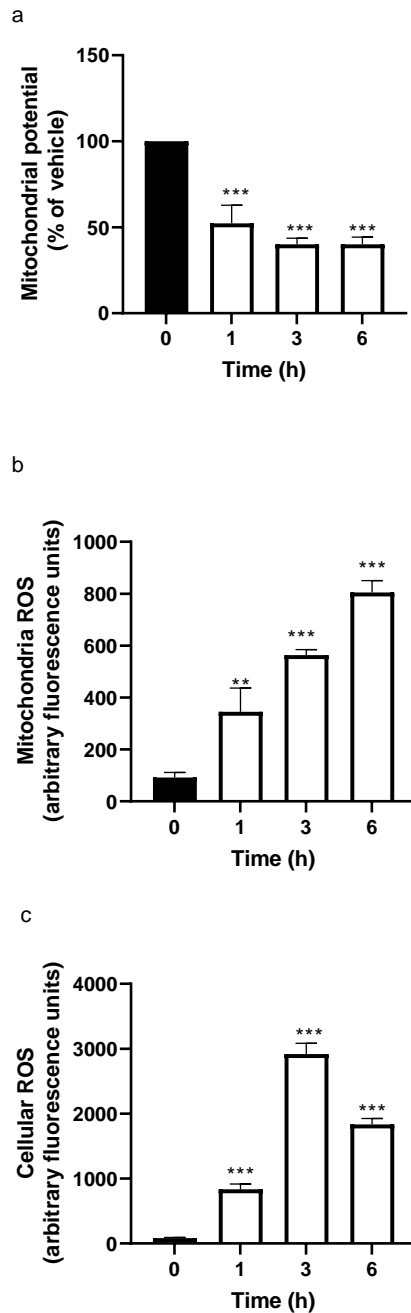 a
150
100
50
0
Mitochondrial potential
(% of vehicle)
***
***
***
0 1 3 6
Time (h)
b
1000
800
600
400
200
0
Mitochondria ROS
(arbitrary fluorescence units)
**
***
***
0 1 3 6
Time (h)
c
4000
3000
2000
1000
0
Cellular ROS
(arbitrary fluorescence units)
***
***
***
0 1 3 6
Time (h)